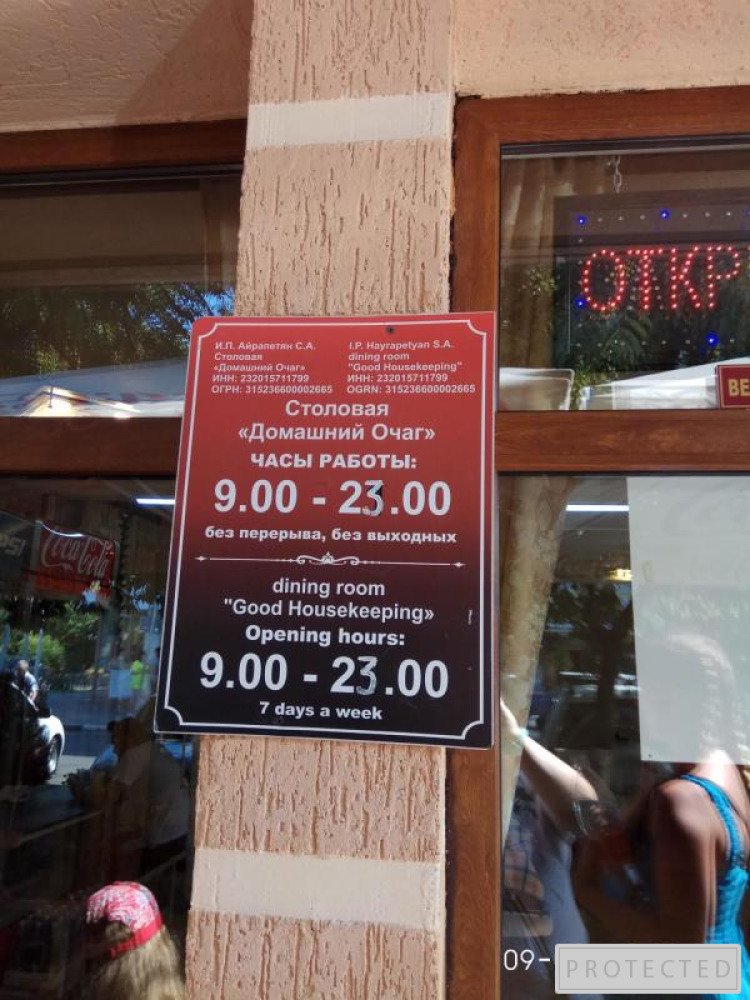 ОТКР
И.П. Айрапетян С.А.
Столовая
«Домашний Очаг»
ИНН: 232015711799
ОГРН: 315236600002665
I.P. Hayrapetyan S.A.
dining room
"Good Housekeeping"
ИНН: 232015711799
OGRN: 315236600002665
ВЕ
Столовая
«Домашний Очаг»
ЧАСЫ РАБОТЫ:
9.00 - 23.00
без перерыва, без выходных
dining room
"Good Housekeeping»
Opening hours:
9.00 - 23.00
7 days a week
Coca-Cola
09-
PROTECTED